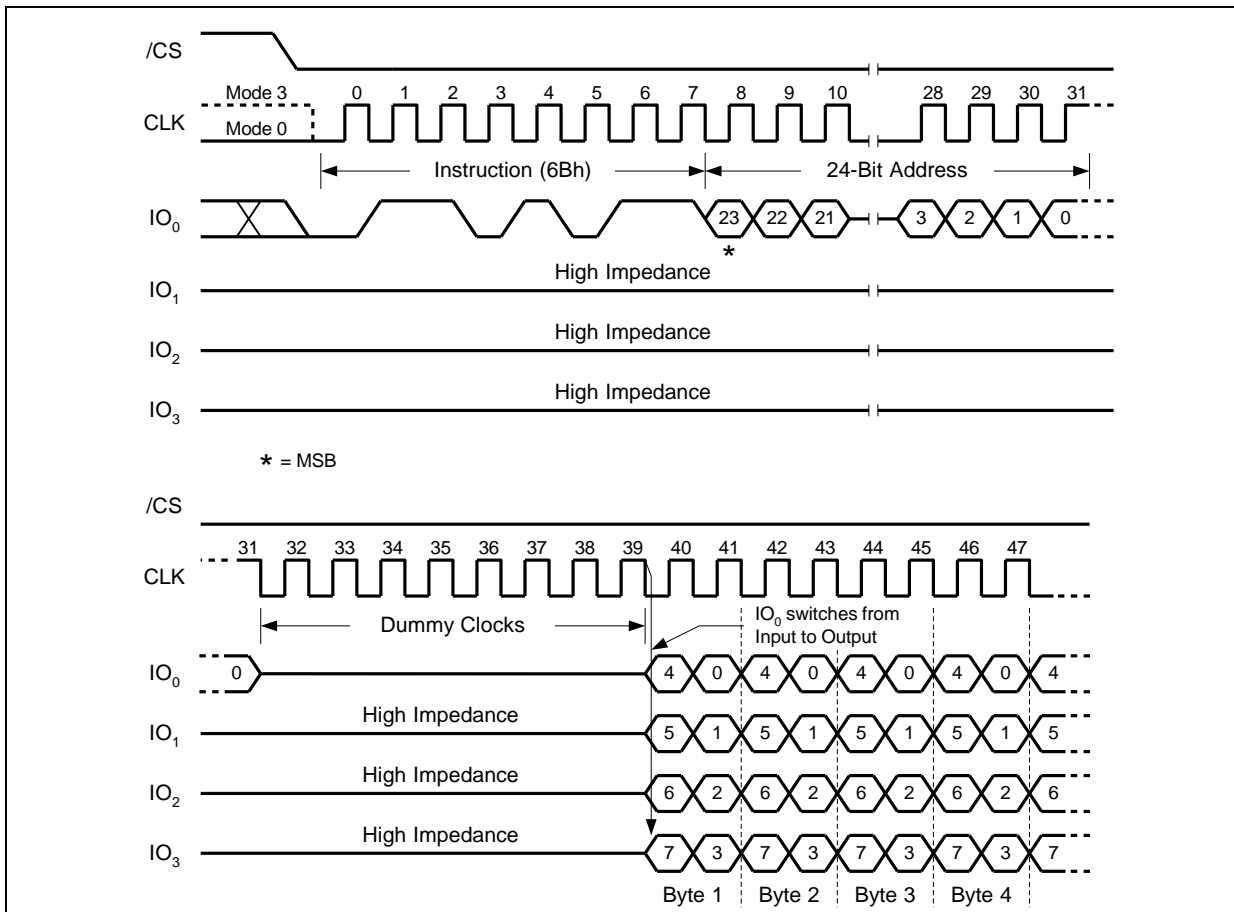 /CS
Mode 3 0 1 2 3 4 5 6 7 8 9 10 28 29 30 31
CLK Mode 0
Instruction (6Bh) 24-Bit Address
IO0 23 22 21 3 2 1 0
*
High Impedance
IO1
High Impedance
IO2
High Impedance
IO3
* = MSB
/CS
31 32 33 34 35 36 37 38 39 40 41 42 43 44 45 46 47
CLK
Dummy Clocks
IO0 switches from
Input to Output
IO0 0 4 0 4 0 4 0 4 0 4
High Impedance
IO1 5 1 5 1 5 1 5 1 5
High Impedance
IO2 6 2 6 2 6 2 6 2 6
High Impedance
IO3 7 3 7 3 7 3 7 3 7
Byte 1 Byte 2 Byte 3 Byte 4